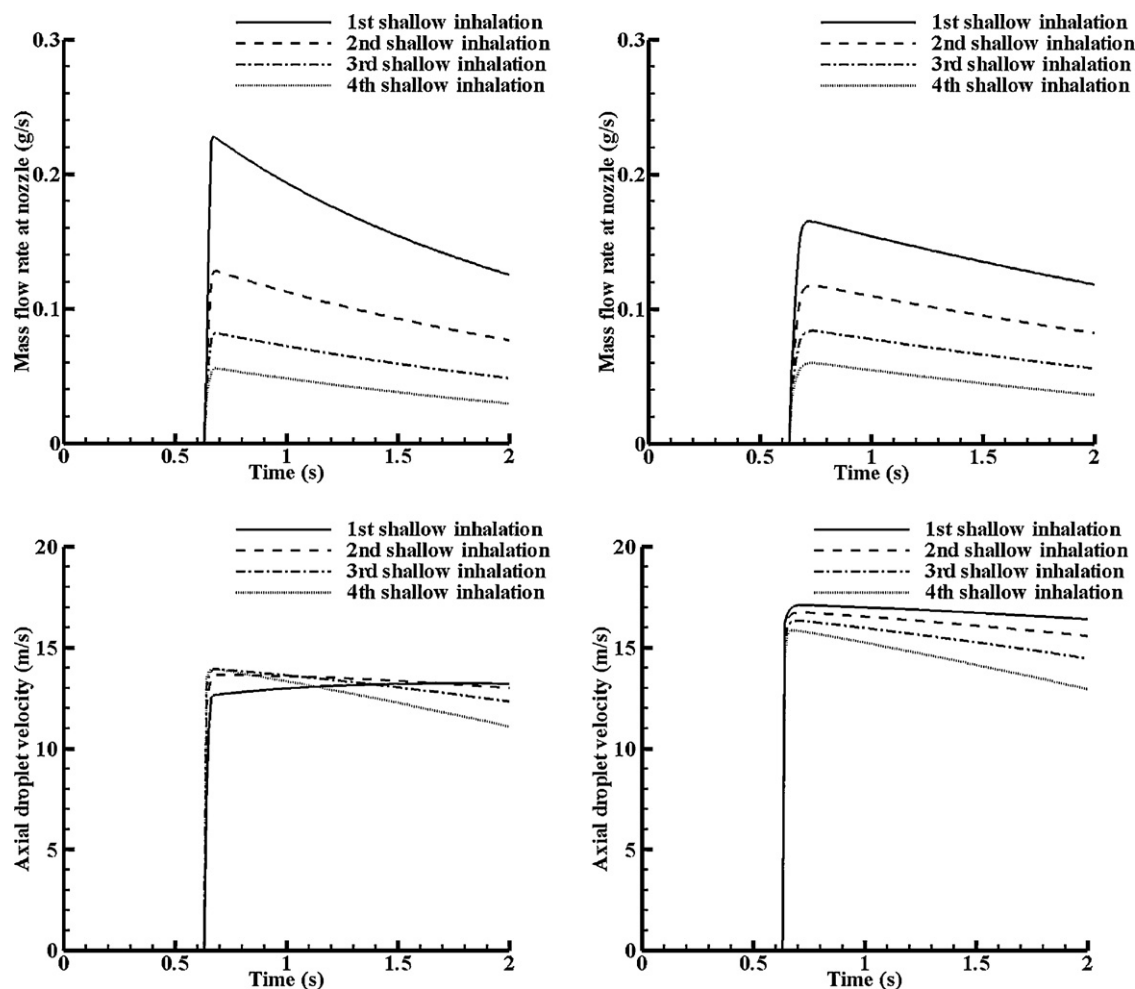 1st shallow inhalation
2nd shallow inhalation
3rd shallow inhalation
4th shallow inhalation
0.3
0.2
0.1
0
Mass flow rate at nozzle (g/s)
0 0.5 1 1.5 2
Time (s)
1st shallow inhalation
2nd shallow inhalation
3rd shallow inhalation
4th shallow inhalation
0.3
0.2
0.1
0
Mass flow rate at nozzle (g/s)
0 0.5 1 1.5 2
Time (s)
1st shallow inhalation
2nd shallow inhalation
3rd shallow inhalation
4th shallow inhalation
20
15
10
5
0
Axial droplet velocity (m/s)
0 0.5 1 1.5 2
Time (s)
1st shallow inhalation
2nd shallow inhalation
3rd shallow inhalation
4th shallow inhalation
20
15
10
5
0
Axial droplet velocity (m/s)
0 0.5 1 1.5 2
Time (s)